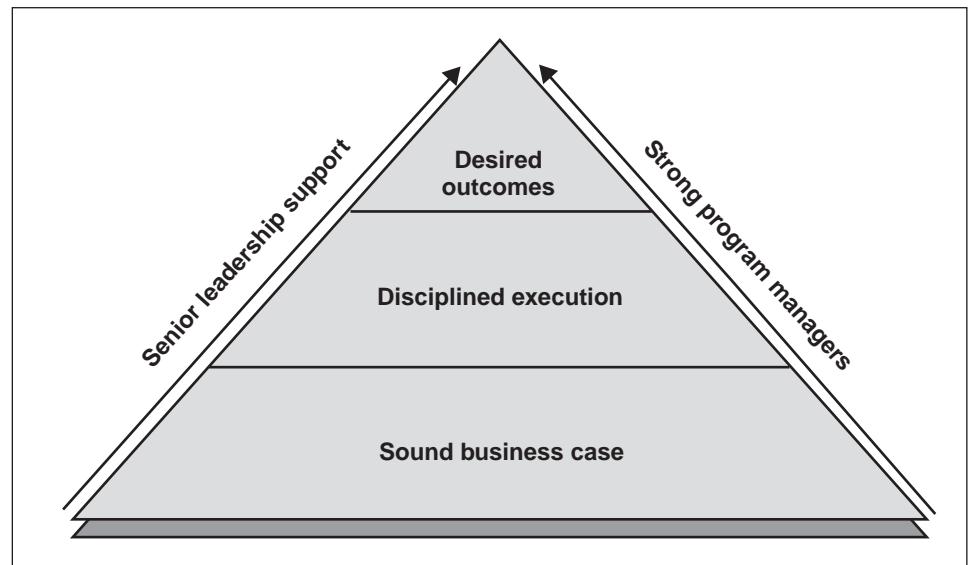 Senior leadership support
Strong program managers
Desired
outcomes
Disciplined execution
Sound business case